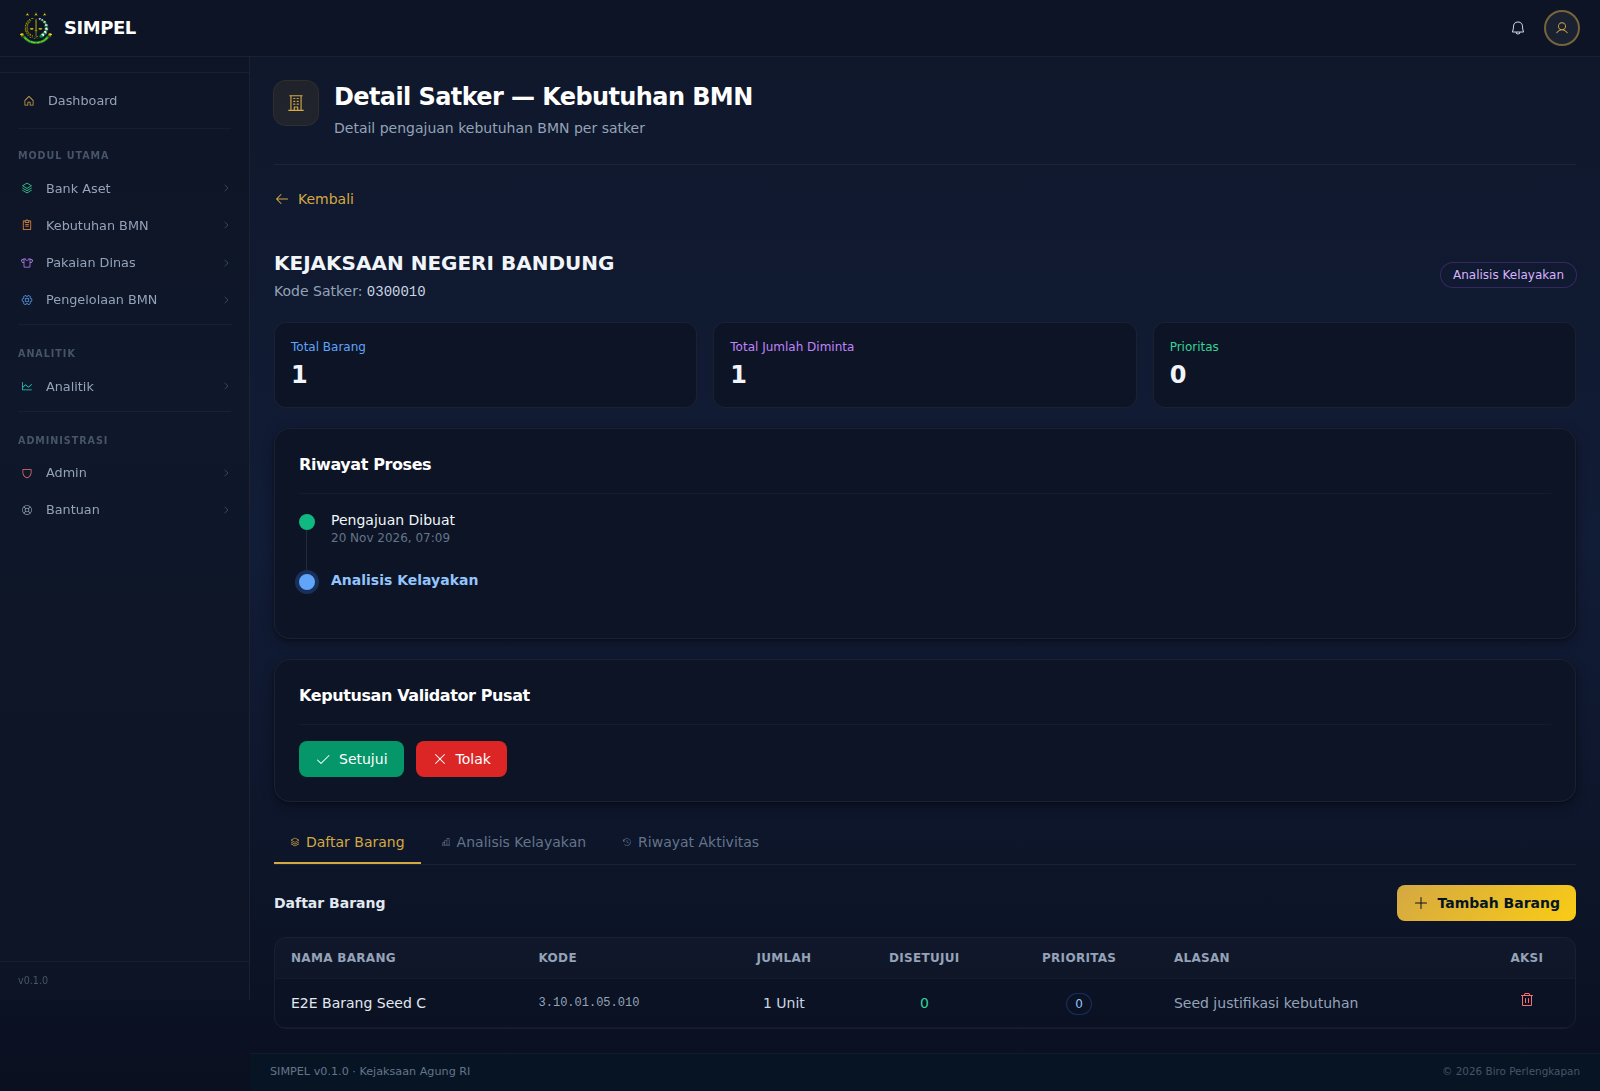 SIMPEL
Dashboard
MODUL UTAMA
Bank Aset
Kebutuhan BMN
Pakaian Dinas
Pengelolaan BMN
ANALITIK
Analitik
ADMINISTRASI
Admin
Bantuan
v0.1.0
Detail Satker — Kebutuhan BMN
Detail pengajuan kebutuhan BMN per satker
Kembali
KEJAKSAAN NEGERI BANDUNG
Kode Satker: 0300010
Analisis Kelayakan
Total Barang
1
Total Jumlah Diminta
1
Prioritas
0
Riwayat Proses
Pengajuan Dibuat
20 Nov 2026, 07:09
Analisis Kelayakan
Keputusan Validator Pusat
Setujui Tolak
Daftar Barang Analisis Kelayakan Riwayat Aktivitas
Daftar Barang
Tambah Barang
NAMA BARANG KODE JUMLAH DISETUJUI PRIORITAS ALASAN AKSI
E2E Barang Seed C 3.10.01.05.010 1 Unit 0 0 Seed justifikasi kebutuhan
SIMPEL v0.1.0 · Kejaksaan Agung RI
© 2026 Biro Perlengkapan